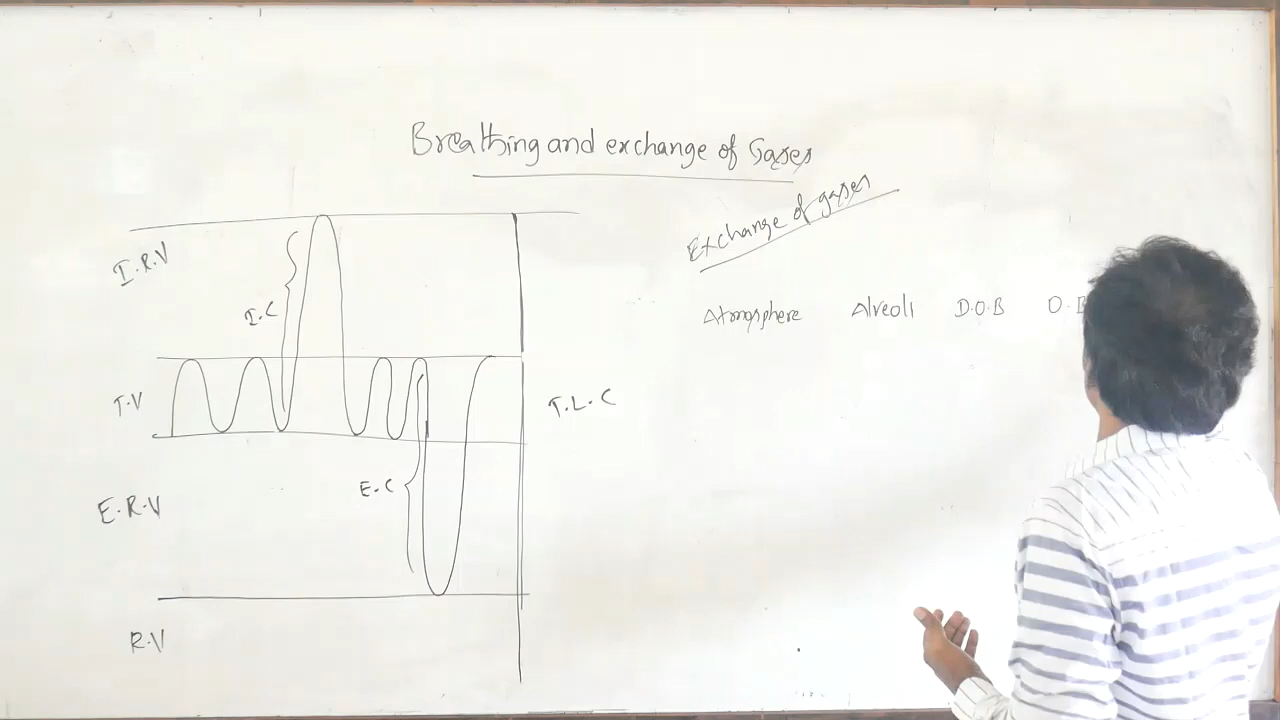 Breathing and exchange of Gases
Exchange of gases
I.R.V
I.C
Atmosphere Alveoli D.O.B O.B
T.V
T.L.C
E.C
E.R.V
R.V